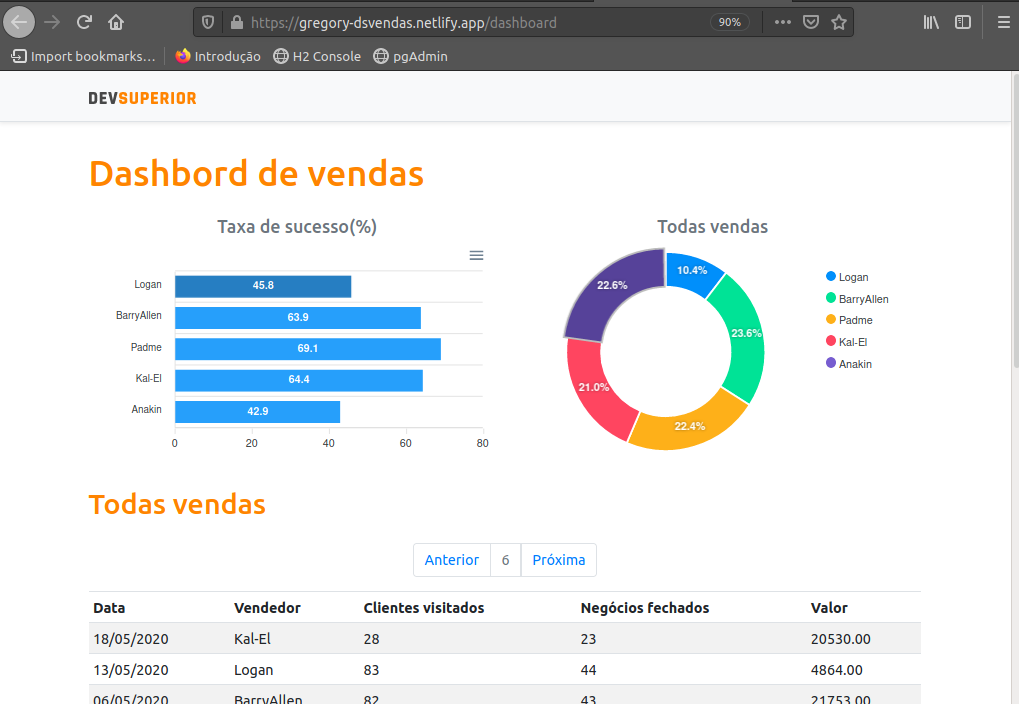 https://gregory-dsvendas.netlify.app/dashboard 90%
Import bookmarks... Introdução H2 Console pgAdmin
DEVSUPERIOR
Dashbord de vendas
Taxa de sucesso(%)
Logan 45.8
BarryAllen 63.9
Padme 69.1
Kal-El 64.4
Anakin 42.9
0 20 40 60 80
Todas vendas
10.4%
22.6%
23.6%
21.0%
22.4%
Logan
BarryAllen
Padme
Kal-El
Anakin
Todas vendas
Anterior 6 Próxima
Data Vendedor Clientes visitados Negócios fechados Valor
18/05/2020 Kal-El 28 23 20530.00
13/05/2020 Logan 83 44 4864.00
06/05/2020 BarryAllen 82 43 21753.00